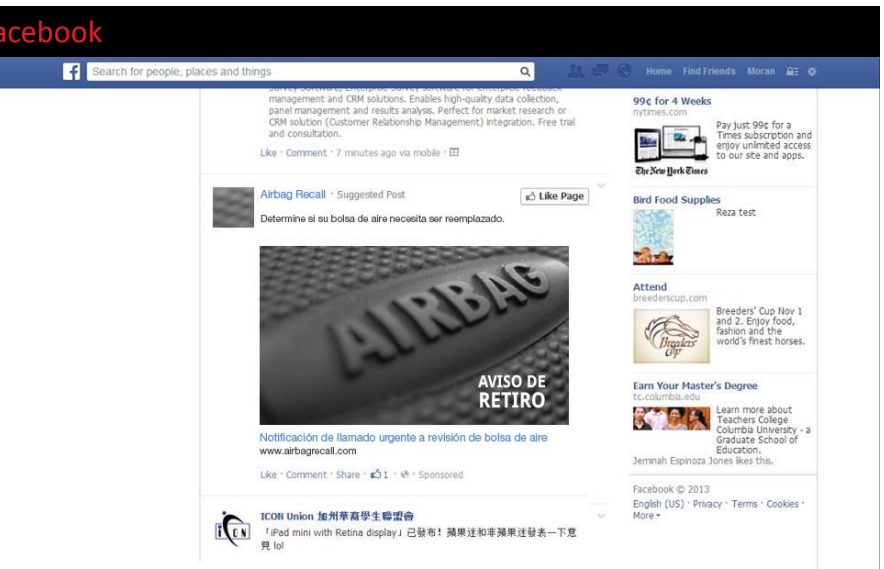 acebook
Search for people, places and things
Home Find Friends Moran
management and CRM solutions. Enables high-quality data collection,
panel management and results analysis. Perfect for market research or
CRM solution (Customer Relationship Management) integration. Free trial
and consultation.
Like · Comment · 7 minutes ago via mobile ·
Airbag Recall · Suggested Post
Like Page
Determine si su bolsa de aire necesita ser reemplazado.
AIRBAG
AVISO DE
RETIRO
Notificación de llamado urgente a revisión de bolsa de aire
www.airbagrecall.com
Like · Comment · Share · 1 · Sponsored
ICON Union 加州華裔學生聯盟會
「iPad mini with Retina display」已發布! 蘋果迷和非蘋果迷發表一下意
見 lol
ICON
99¢ for 4 Weeks
nytimes.com
Pay just 99¢ for a
Times subscription and
enjoy unlimited access
to our site and apps.
The New York Times
Bird Food Supplies
Reza test
Attend
breederscup.com
Breeders' Cup Nov 1
and 2. Enjoy food,
fashion and the
world's finest horses.
Breeders'
Cup
Earn Your Master's Degree
tc.columbia.edu
Learn more about
Teachers College
Columbia University - a
Graduate School of
Education.
Jeminah Espinoza Jones likes this.
Facebook © 2013
English (US) · Privacy · Terms · Cookies ·
More